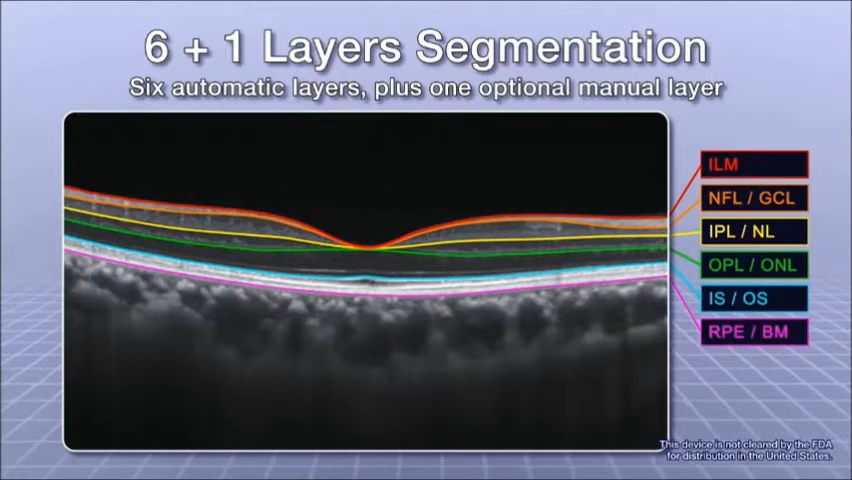 6 + 1 Layers Segmentation
Six automatic layers, plus one optional manual layer
ILM
NFL / GCL
IPL / NL
OPL / ONL
IS / OS
RPE / BM
This device is not cleared by the FDA
for distribution in the United States.